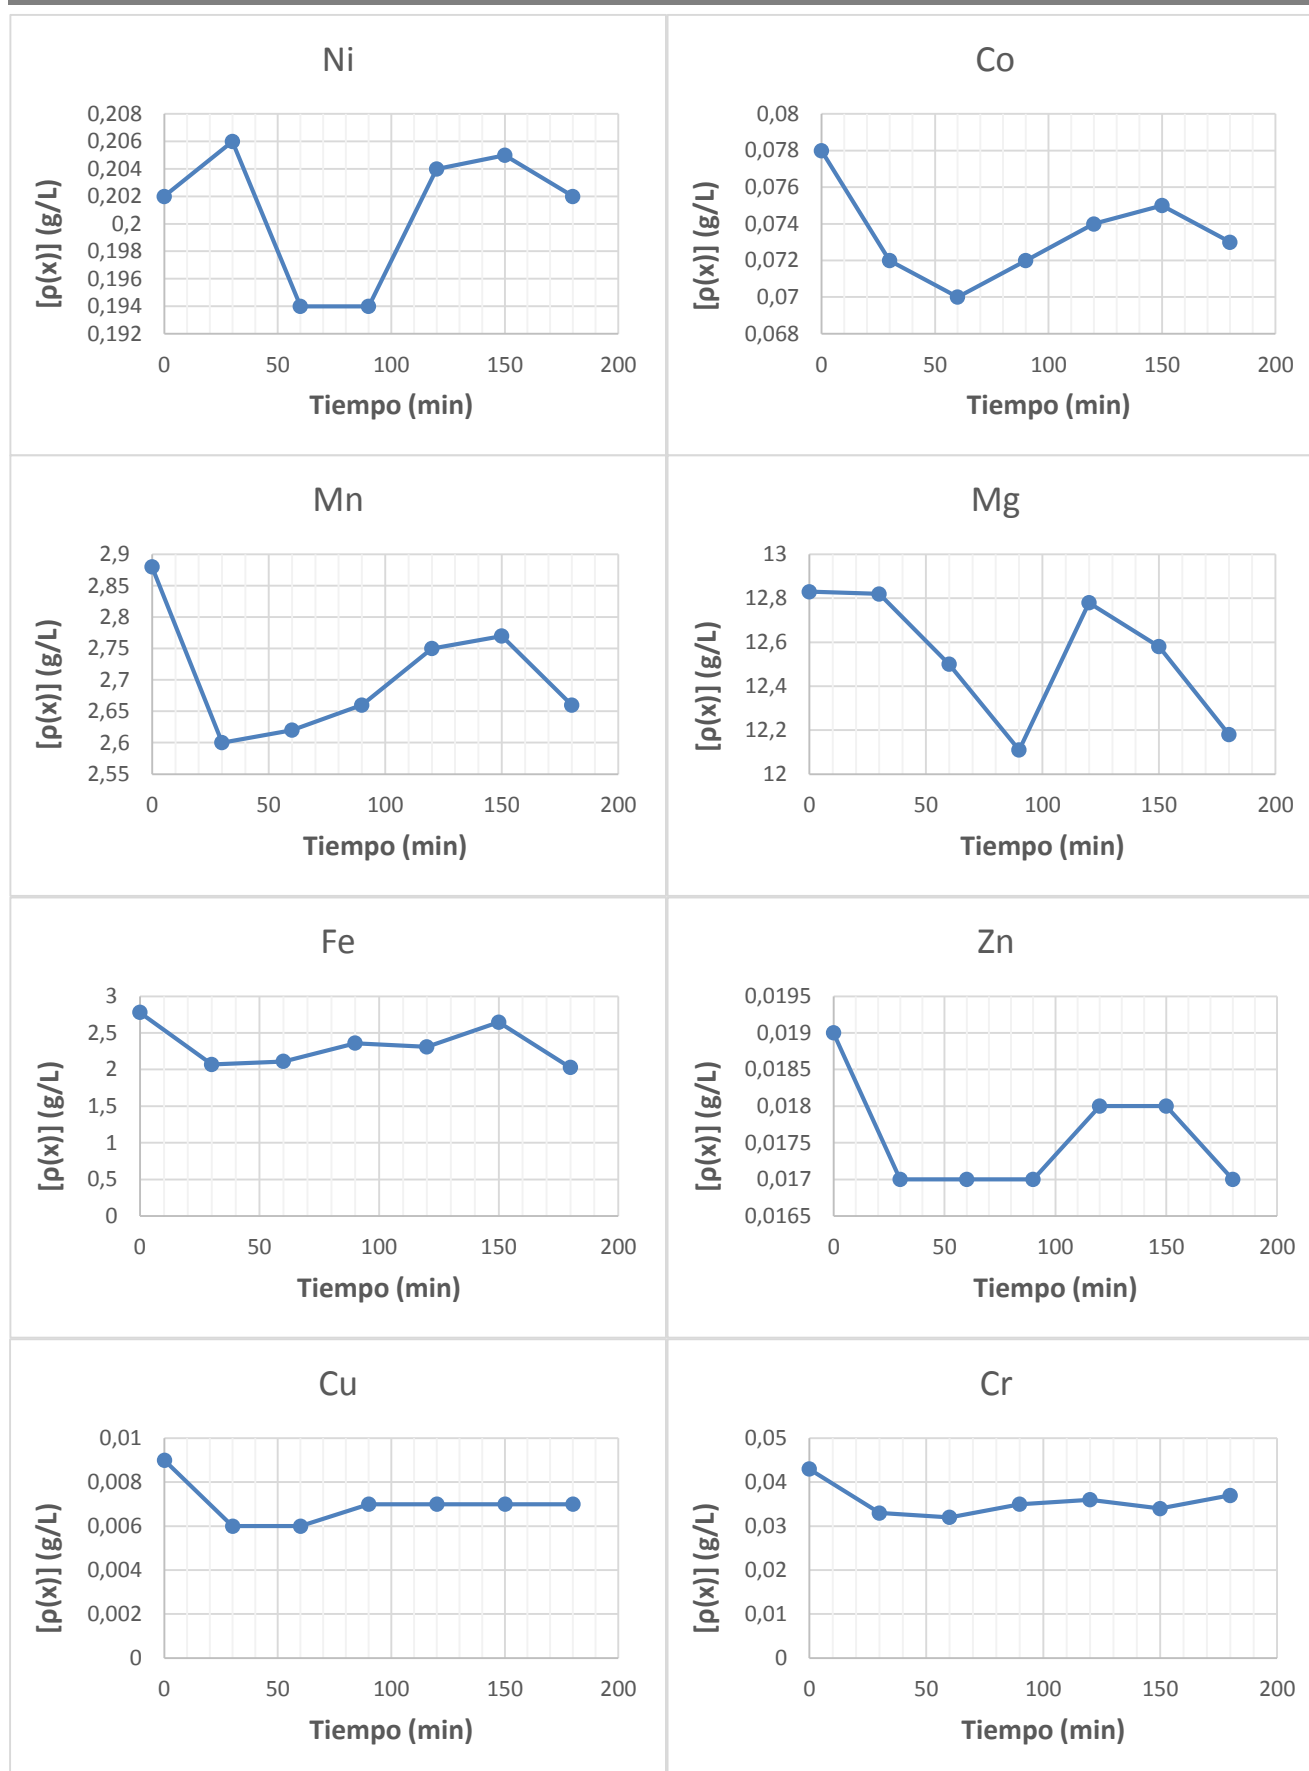 Ni
0,208
0,206
0,204
0,202
0,2
0,198
0,196
0,194
0,192
[ρ(x)] (g/L)
0 50 100 150 200
Tiempo (min)
Co
0,08
0,078
0,076
0,074
0,072
0,07
0,068
[ρ(x)] (g/L)
0 50 100 150 200
Tiempo (min)
Mn
2,9
2,85
2,8
2,75
2,7
2,65
2,6
2,55
[ρ(x)] (g/L)
0 50 100 150 200
Tiempo (min)
Mg
13
12,8
12,6
12,4
12,2
12
[ρ(x)] (g/L)
0 50 100 150 200
Tiempo (min)
Fe
3
2,5
2
1,5
1
0,5
0
[ρ(x)] (g/L)
0 50 100 150 200
Tiempo (min)
Zn
0,0195
0,019
0,0185
0,018
0,0175
0,017
0,0165
[ρ(x)] (g/L)
0 50 100 150 200
Tiempo (min)
Cu
0,01
0,008
0,006
0,004
0,002
0
[ρ(x)] (g/L)
0 50 100 150 200
Tiempo (min)
Cr
0,05
0,04
0,03
0,02
0,01
0
[ρ(x)] (g/L)
0 50 100 150 200
Tiempo (min)